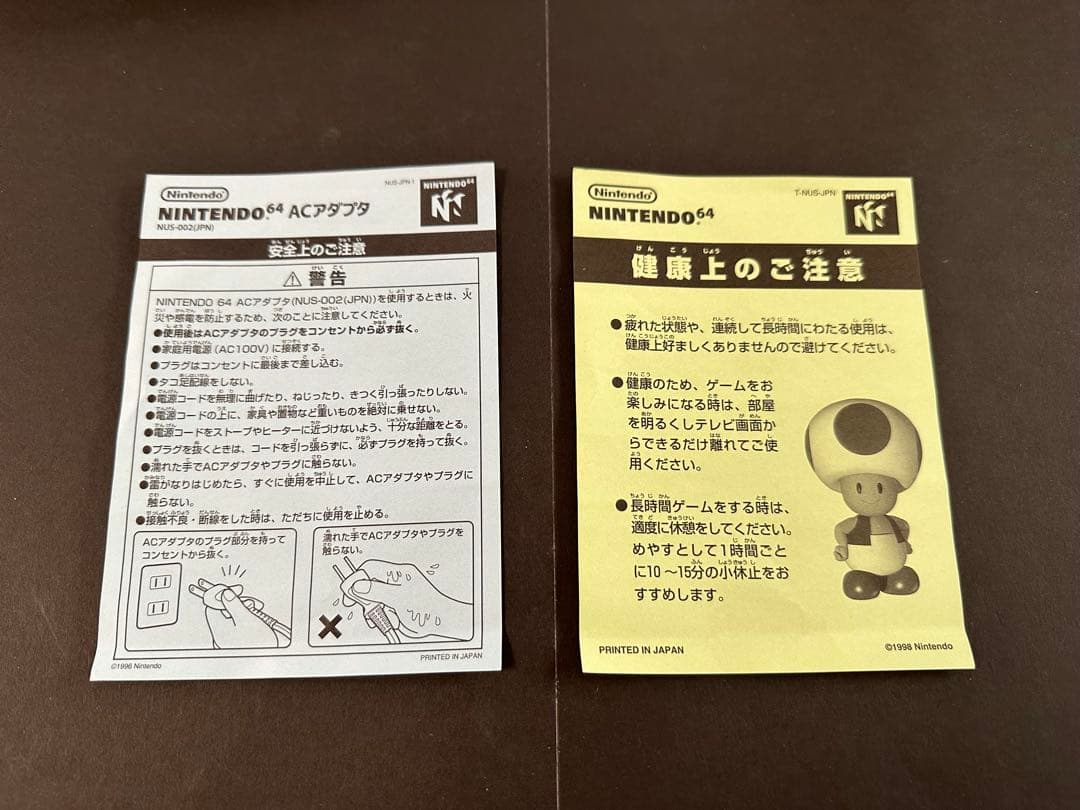 NUS-JPN 1
Nintendo
NINTENDO64 ACアダプタ
NUS-002(JPN)
NINTENDO64
安全上のご注意
⚠警告
NINTENDO 64 ACアダプタ(NUS-002(JPN))を使用するときは、火
災や感電を防止するため、次のことに注意してください。
●使用後はACアダプタのプラグをコンセントから必ず抜く。
●家庭用電源(AC100V)に接続する。
●プラグはコンセントに最後まで差し込む。
●タコ足配線をしない。
●電源コードを無理に曲げたり、ねじったり、きつく引っ張ったりしない。
●電源コードの上に、家具や置物など重いものを絶対に乗せない。
●電源コードをストーブやヒーターに近づけないよう、十分な距離をとる。
●プラグを抜くときは、コードを引っ張らずに、必ずプラグを持って抜く。
●濡れた手でACアダプタやプラグに触らない。
●雷がなりはじめたら、すぐに使用を中止して、ACアダプタやプラグに
触らない。
●接触不良・断線をした時は、ただちに使用を止める。
ACアダプタのプラグ部分を持って
コンセントから抜く。
濡れた手でACアダプタやプラグを
触らない。
©1996 Nintendo
PRINTED IN JAPAN
T-NUS-JPN
Nintendo
NINTENDO64
NINTENDO64
健康上のご注意
●疲れた状態や、連続して長時間にわたる使用は、
健康上好ましくありませんので避けてください。
●健康のため、ゲームをお
楽しみになる時は、部屋
を明るくしテレビ画面か
らできるだけ離れてご使
用ください。
●長時間ゲームをする時は、
適度に休憩をしてください。
めやすとして1時間ごと
に10～15分の小休止をお
すすめします。
PRINTED IN JAPAN
©1998 Nintendo